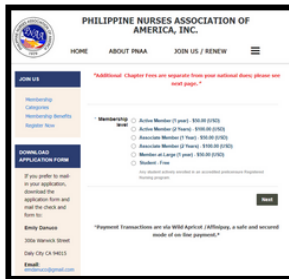 PHILIPPINE NURSES ASSOCIATION OF
AMERICA, INC.
HOME
ABOUT PNAA
JOIN US / RENEW
JOIN US
Membership
Categories
Membership Benefits
Register Now
DOWNLOAD
APPLICATION FORM
If you prefer to mail
in your application,
download the
application form and
mail the check and
form to:
Emily Danuco
Warwick Street
Daly City CA 94015
Email:
*Additional Chapter Fees are separate from your national dues; please see
next page. *
* Membership
level
Active Member (1 year) - $50.00 (USD)
Active Member (2 Years) - $100.00 (USD)
Associate Member (1 Year) - $50.00 (USD)
Associate Member (2 Years) - $100.00 (USD)
Member at Large (1 year) - $50.00 (USD)
Student - Free
Nursing program
Next
*Payment Transactions are via Wild Apricot /Affinipay, a safe and secured
mode of on line payment.*